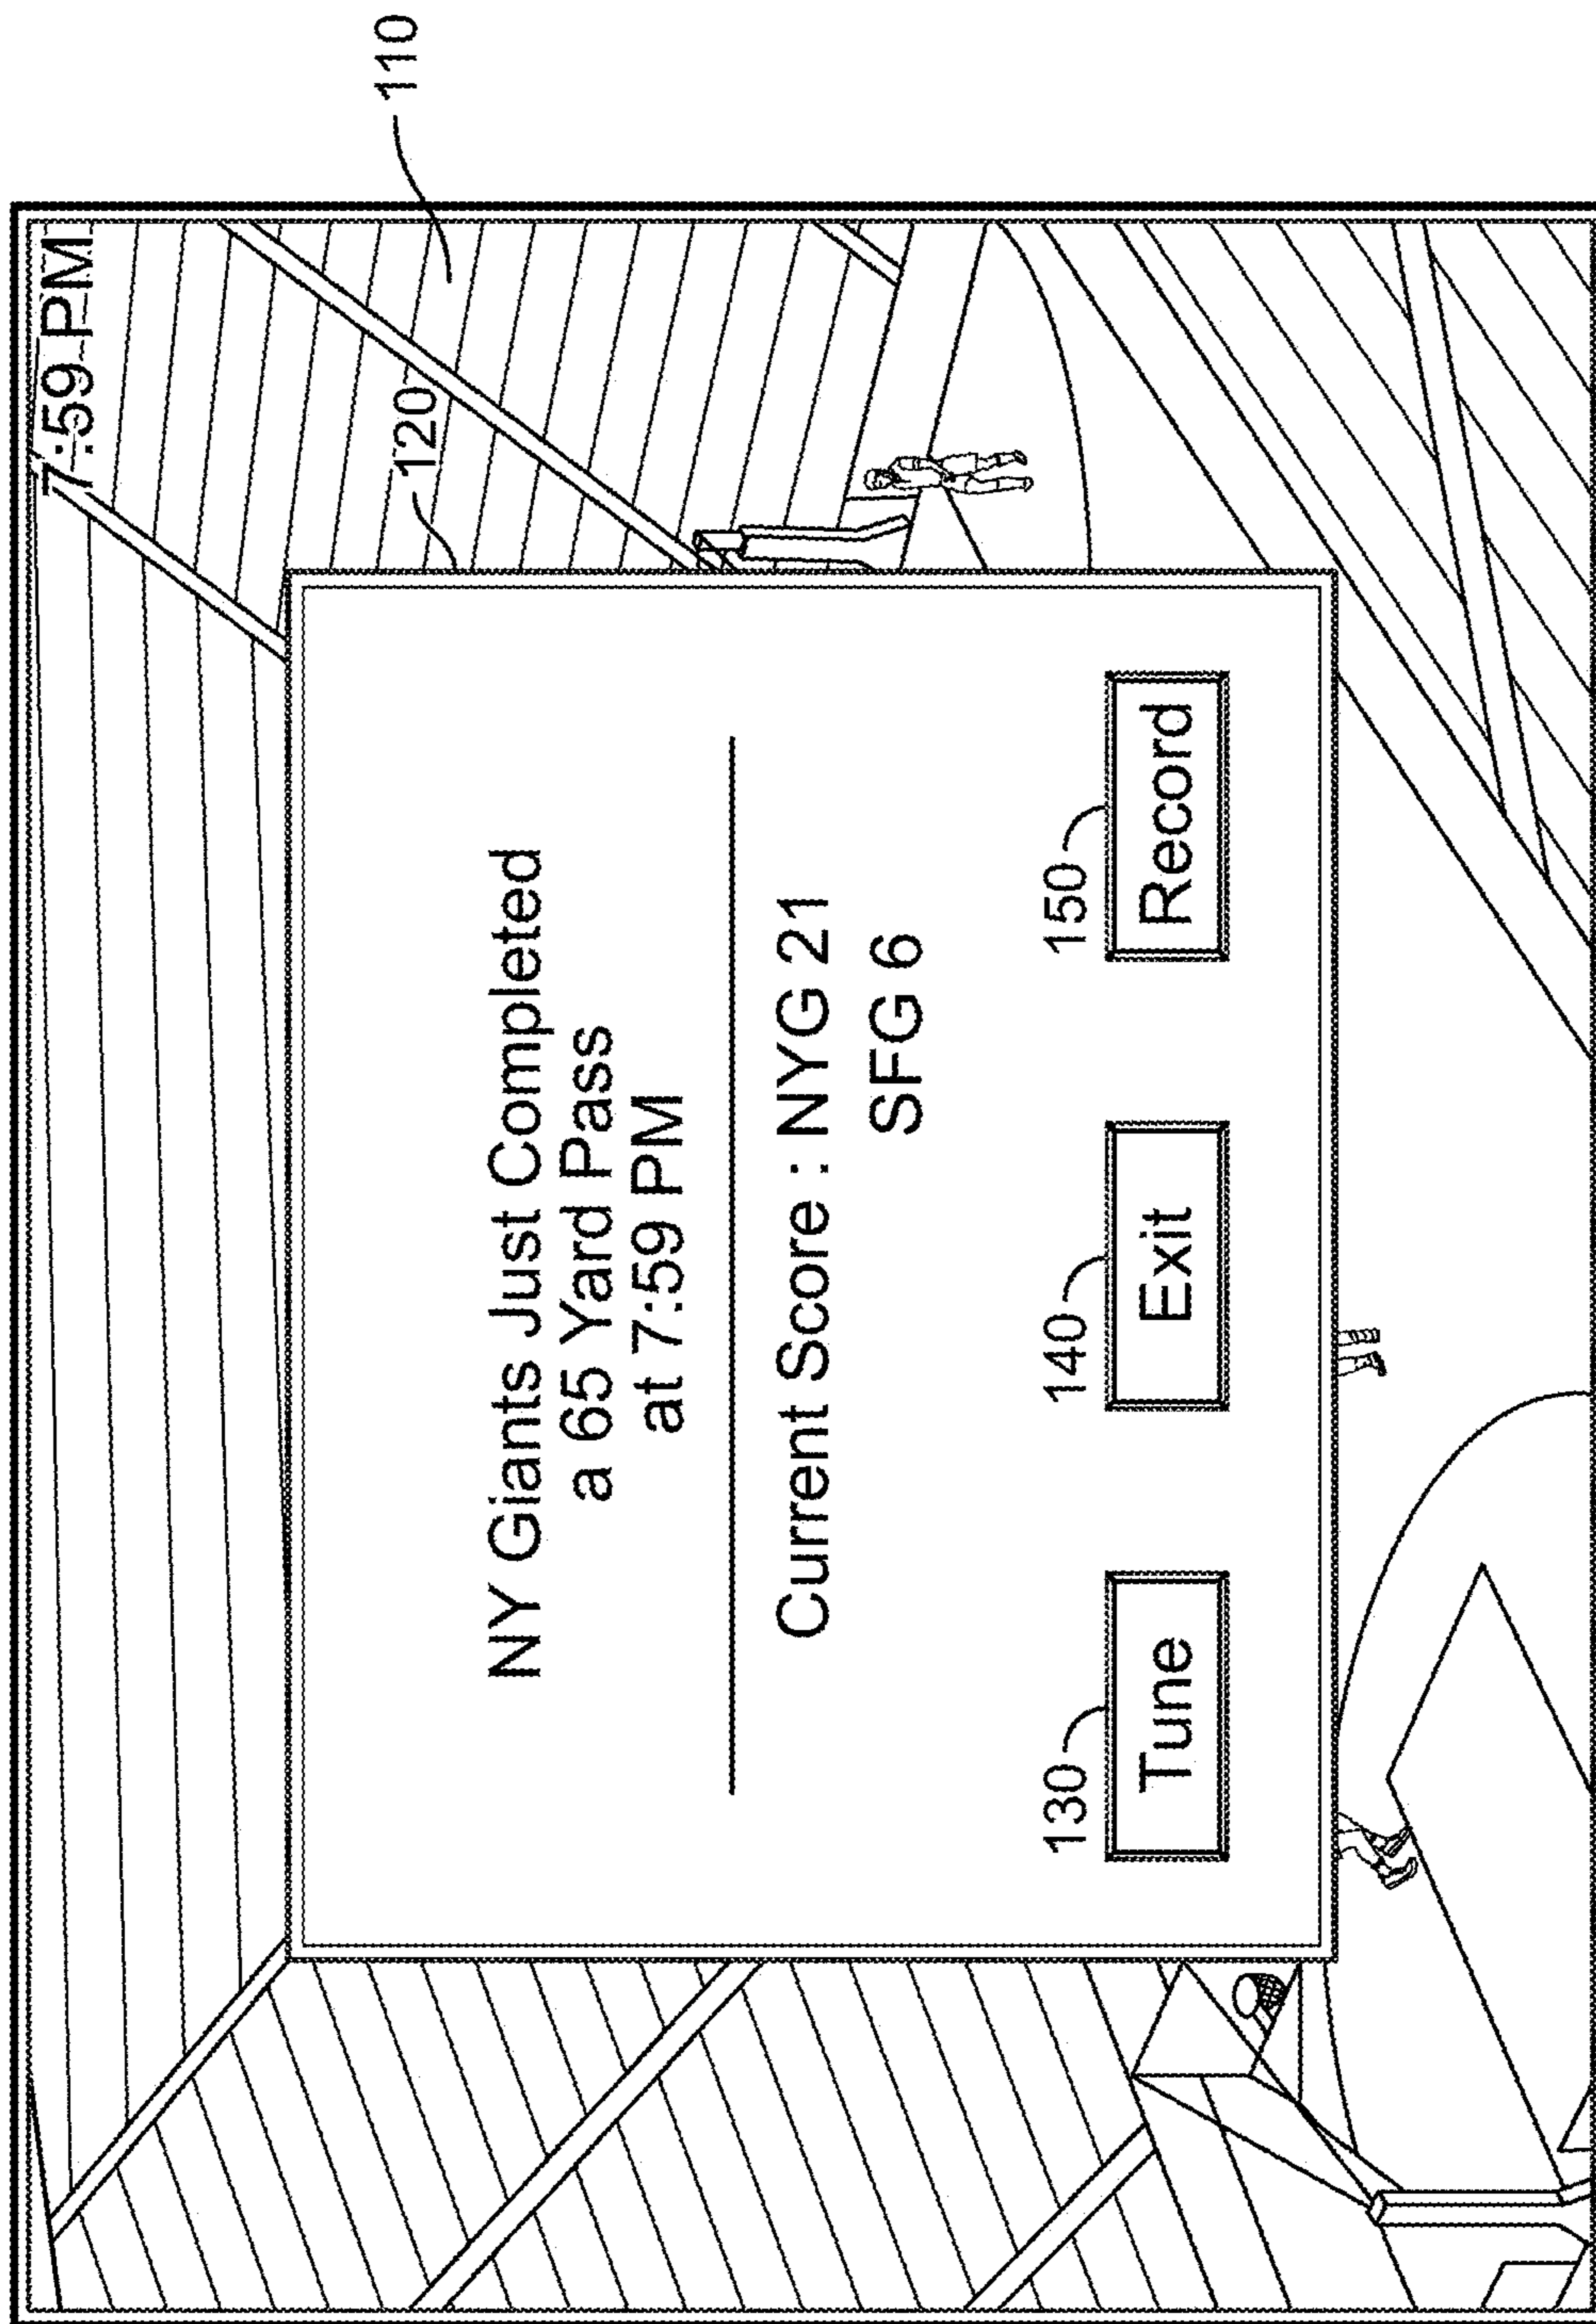 110
7:59 PM
120
NY Giants Just Completed
a 65 Yard Pass
at 7:59 PM
Current Score : NYG 21
SFG 6
130
140
150
Tune
Exit
Record